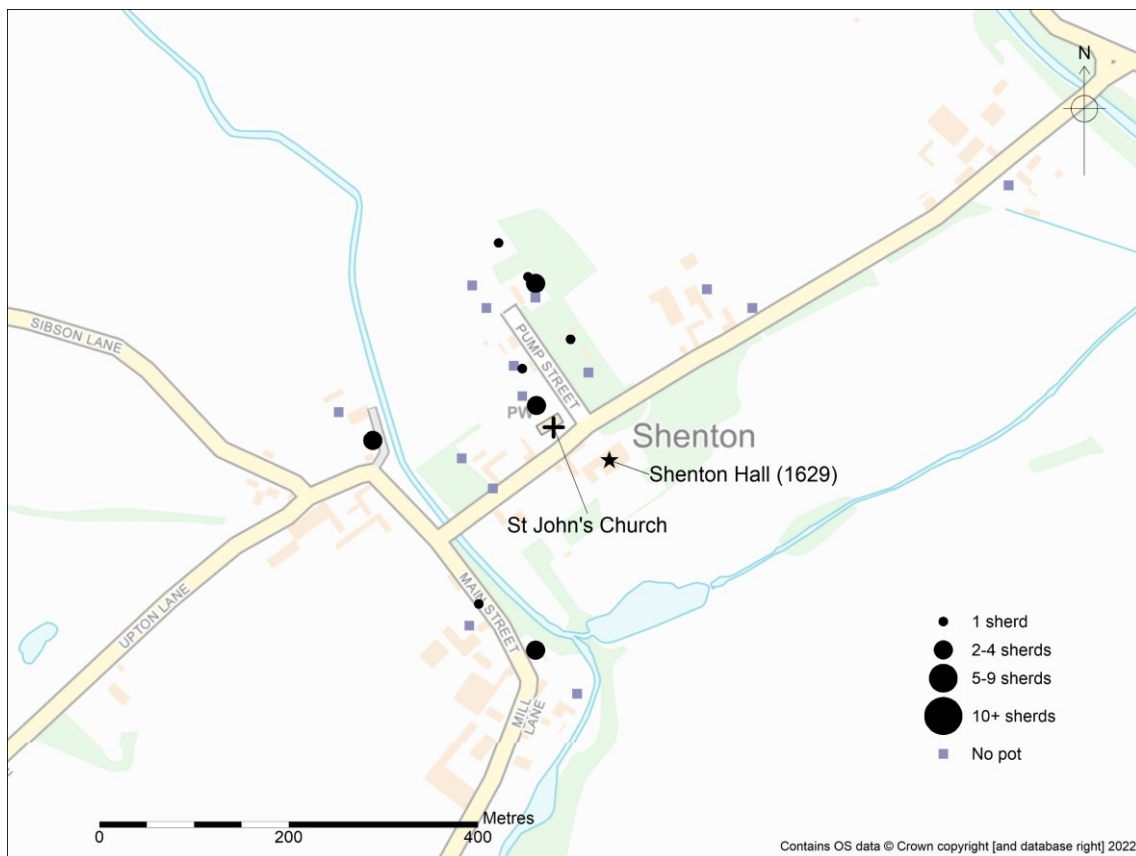 N
SIBSON LANE
PUMP STREET
PW
Shenton
Shenton Hall (1629)
St John's Church
UPTON LANE
MAIN STREET
MILL LANE
1 sherd
2-4 sherds
5-9 sherds
10+ sherds
No pot
Metres
0 200 400
Contains OS data © Crown copyright [and database right] 2022